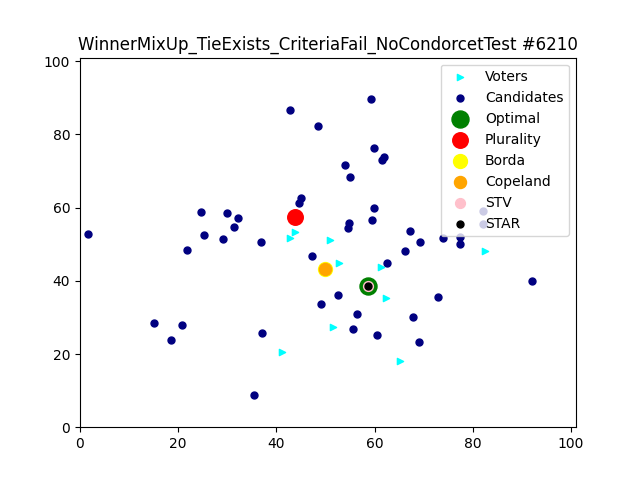 WinnerMixUp_TieExists_CriteriaFail_NoCondorcetTest #6210
100
80
60
40
20
0
0 20 40 60 80 100
Voters
Candidates
Optimal
Plurality
Borda
Copeland
STV
STAR